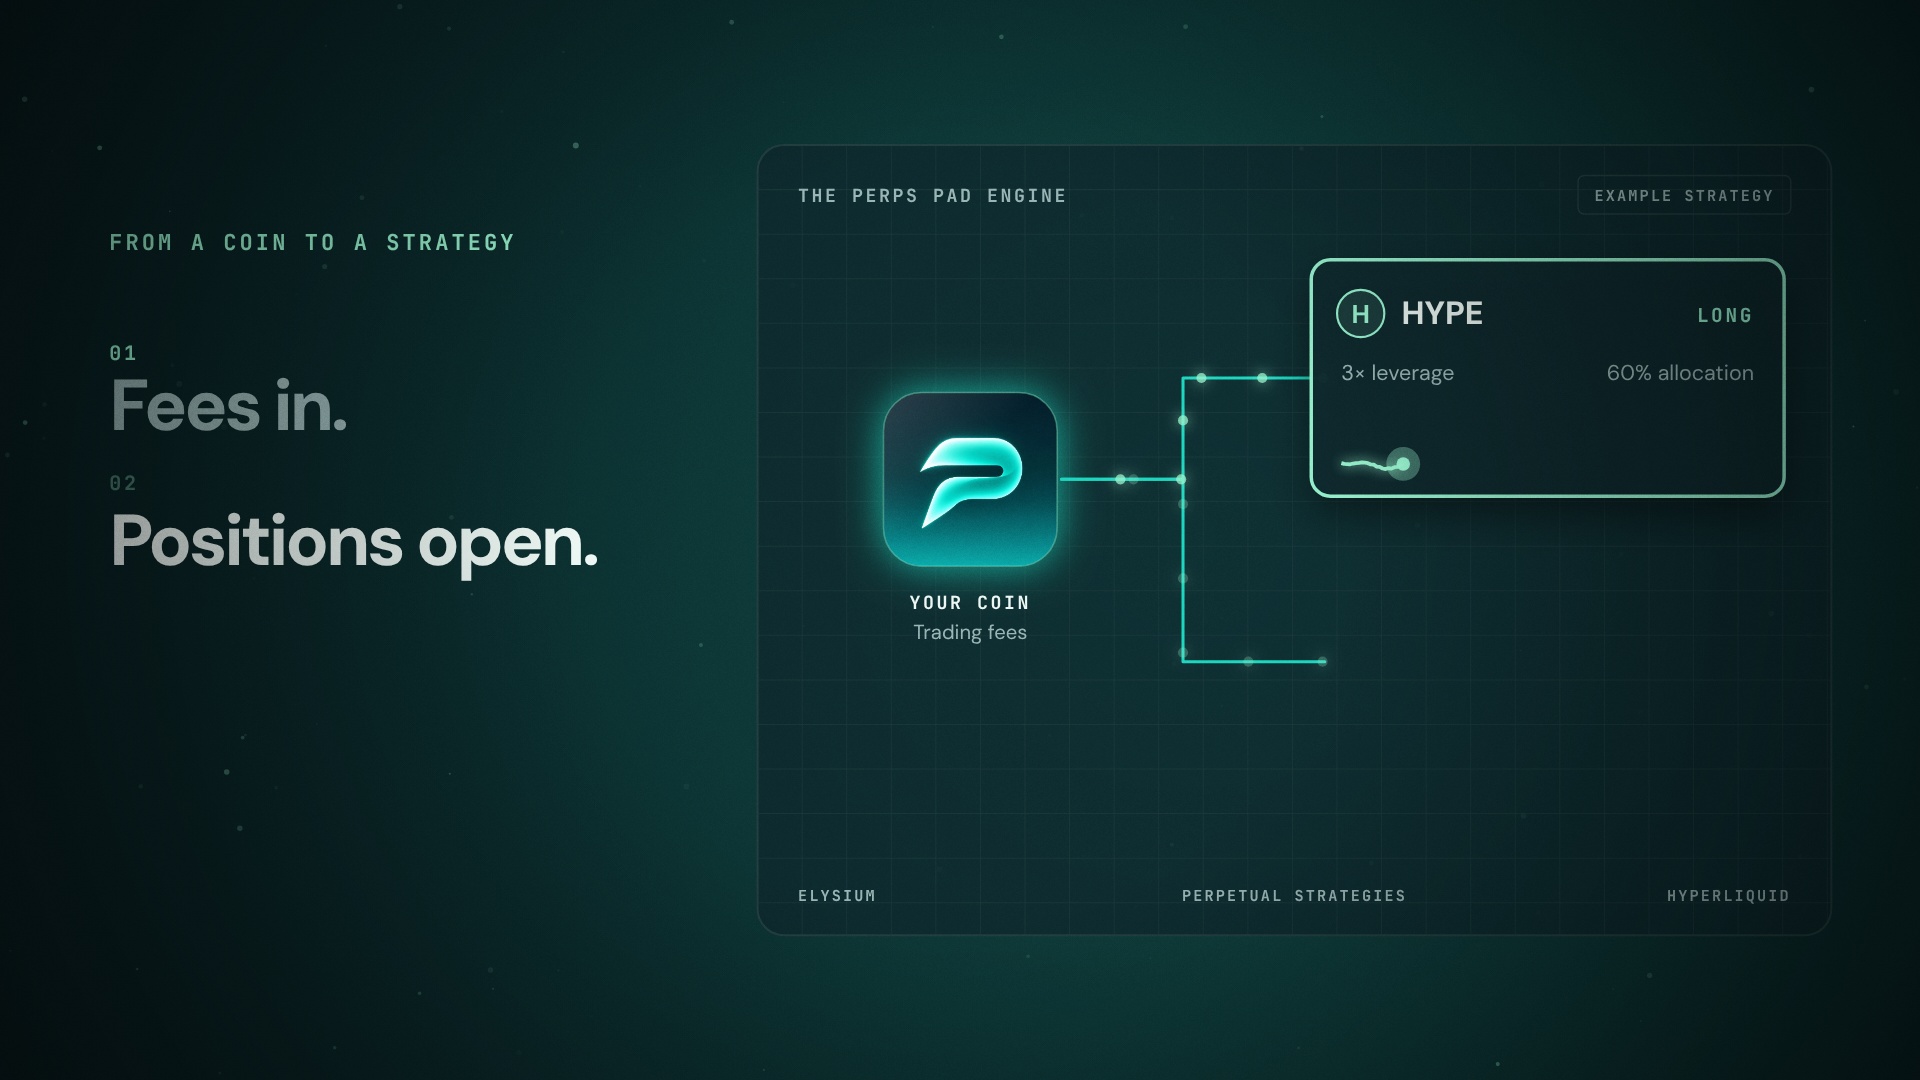 FROM A COIN TO A STRATEGY
01
Fees in.
02
Positions open.
THE PERPS PAD ENGINE
EXAMPLE STRATEGY
H HYPE LONG
3× leverage 60% allocation
YOUR COIN
Trading fees
ELYSIUM PERPETUAL STRATEGIES HYPERLIQUID